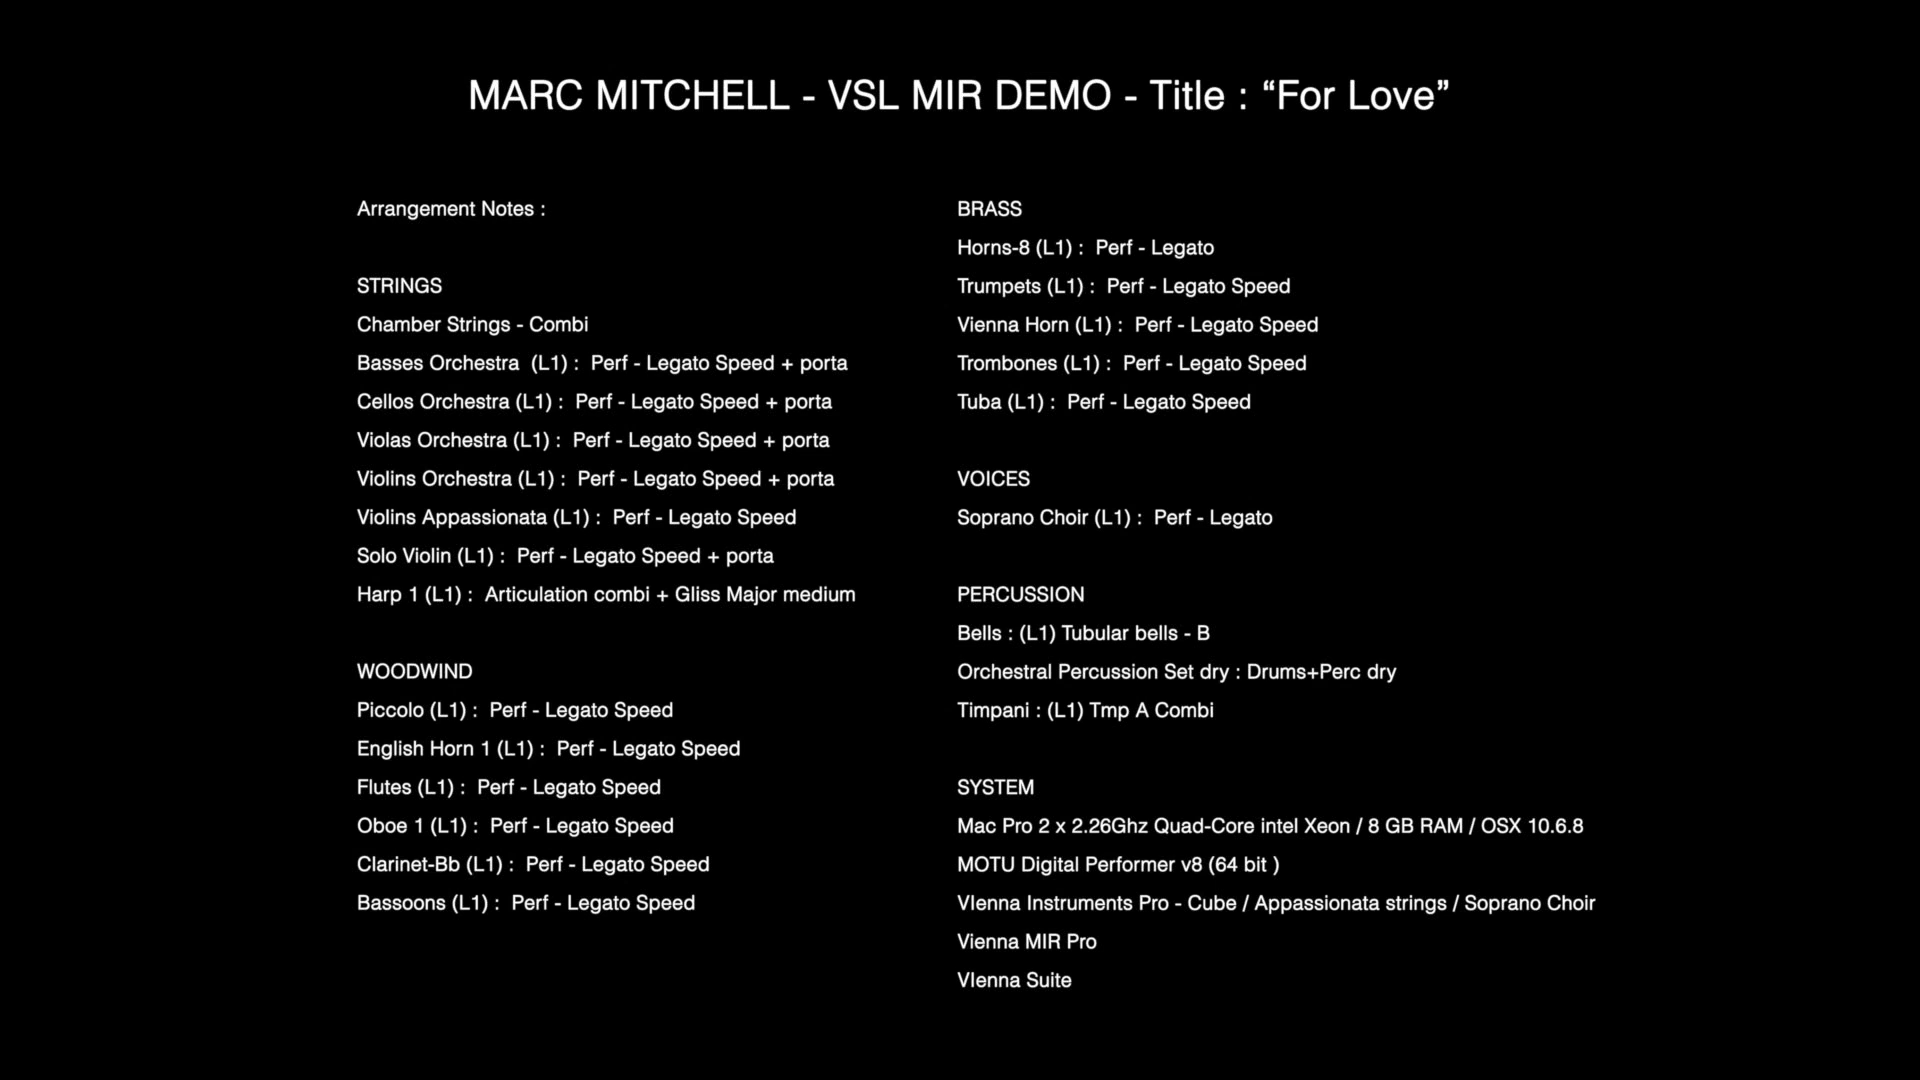 MARC MITCHELL - VSL MIR DEMO - Title : “For Love”
Arrangement Notes :
STRINGS
Chamber Strings - Combi
Basses Orchestra  (L1) :  Perf - Legato Speed + porta
Cellos Orchestra (L1) :  Perf - Legato Speed + porta
Violas Orchestra (L1) :  Perf - Legato Speed + porta
Violins Orchestra (L1) :  Perf - Legato Speed + porta
Violins Appassionata (L1) :  Perf - Legato Speed
Solo Violin (L1) :  Perf - Legato Speed + porta
Harp 1 (L1) :  Articulation combi + Gliss Major medium
WOODWIND
Piccolo (L1) :  Perf - Legato Speed
English Horn 1 (L1) :  Perf - Legato Speed
Flutes (L1) :  Perf - Legato Speed
Oboe 1 (L1) :  Perf - Legato Speed
Clarinet-Bb (L1) :  Perf - Legato Speed
Bassoons (L1) :  Perf - Legato Speed
BRASS
Horns-8 (L1) :  Perf - Legato
Trumpets (L1) :  Perf - Legato Speed
Vienna Horn (L1) :  Perf - Legato Speed
Trombones (L1) :  Perf - Legato Speed
Tuba (L1) :  Perf - Legato Speed
VOICES
Soprano Choir (L1) :  Perf - Legato
PERCUSSION
Bells : (L1) Tubular bells - B
Orchestral Percussion Set dry : Drums+Perc dry
Timpani : (L1) Tmp A Combi
SYSTEM
Mac Pro 2 x 2.26Ghz Quad-Core intel Xeon / 8 GB RAM / OSX 10.6.8
MOTU Digital Performer v8 (64 bit )
VIenna Instruments Pro - Cube / Appassionata strings / Soprano Choir
Vienna MIR Pro
VIenna Suite